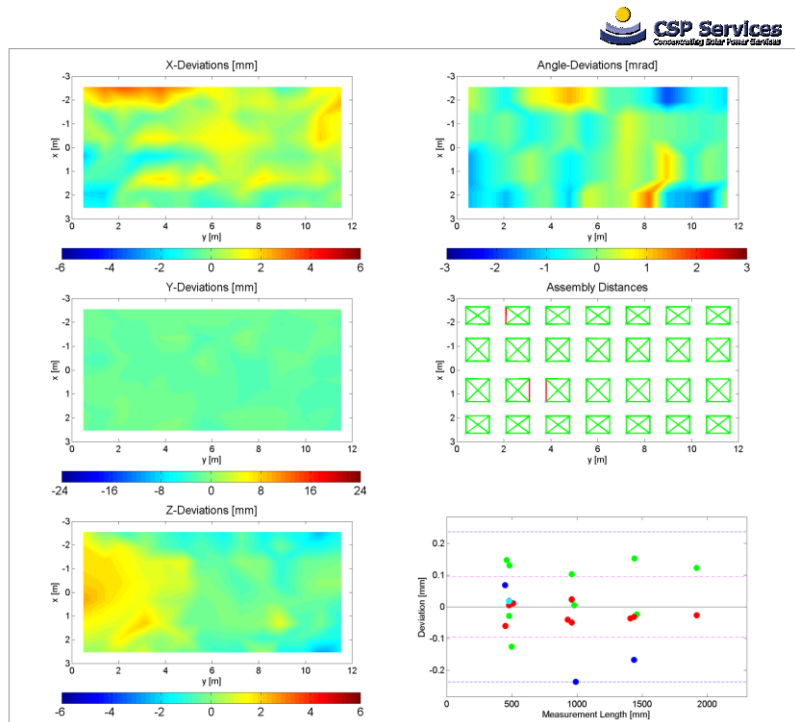 CSP Services
Concentrating Solar Power Services
X-Deviations [mm]
-3
-2
-1
0
1
2
3
x [m]
0 2 4 6 8 10 12
y [m]
-6 -4 -2 0 2 4 6
Angle-Deviations [mrad]
-3
-2
-1
0
1
2
3
x [m]
0 2 4 6 8 10 12
y [m]
-3 -2 -1 0 1 2 3
Y-Deviations [mm]
-3
-2
-1
0
1
2
3
x [m]
0 2 4 6 8 10 12
y [m]
-24 -16 -8 0 8 16 24
Assembly Distances
-3
-2
-1
0
1
2
3
x [m]
0 2 4 6 8 10 12
y [m]
Z-Deviations [mm]
-3
-2
-1
0
1
2
3
x [m]
0 2 4 6 8 10 12
y [m]
-6 -4 -2 0 2 4 6
0.2
0.1
0
-0.1
-0.2
Deviation [mm]
0 500 1000 1500 2000
Measurement Length [mm]